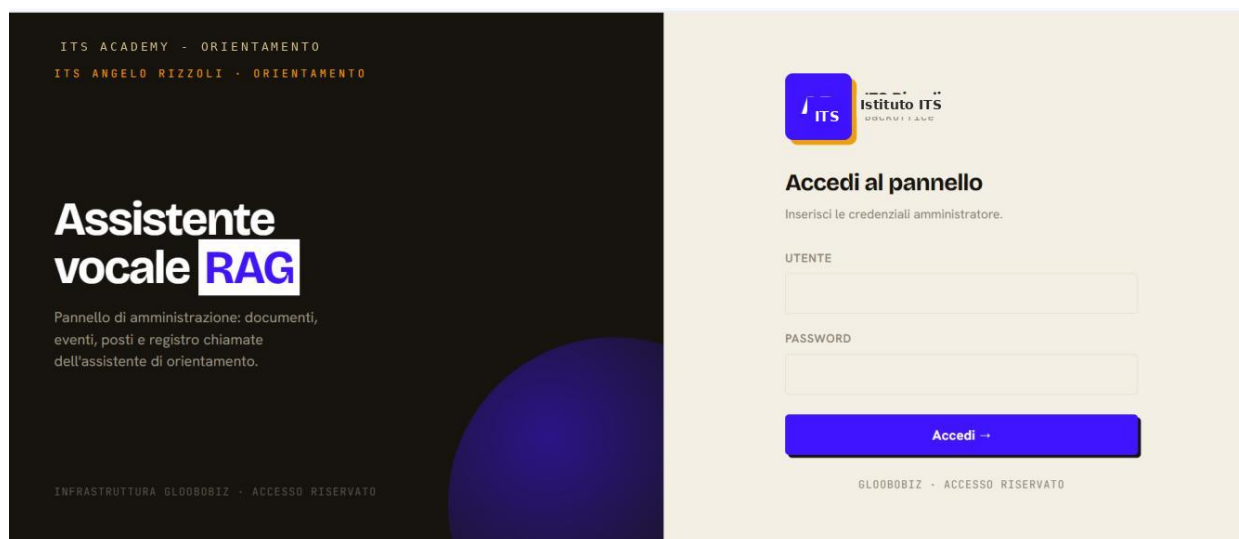 ITS ACADEMY - ORIENTAMENTO
ITS ANGELO RIZZOLI · ORIENTAMENTO
Assistente
vocale RAG
Pannello di amministrazione: documenti,
eventi, posti e registro chiamate
dell'assistente di orientamento.
INFRASTRUTTURA GLOOBOBIZ · ACCESSO RISERVATO
ITS
Istituto ITS
Accedi al pannello
Inserisci le credenziali amministratore.
UTENTE
PASSWORD
Accedi →
GLOOBOBIZ · ACCESSO RISERVATO